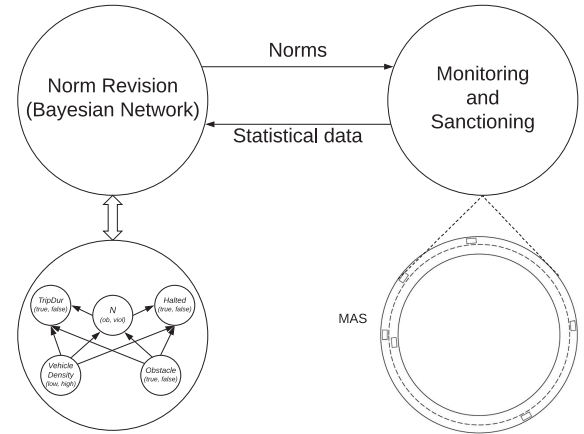 Norm Revision
(Bayesian Network)
Norms
Statistical data
Monitoring
and
Sanctioning
TripDur
(true, false)
N
(ob, viol)
Halted
(true, false)
Vehicle
Density
(low, high)
Obstacle
(true, false)
MAS